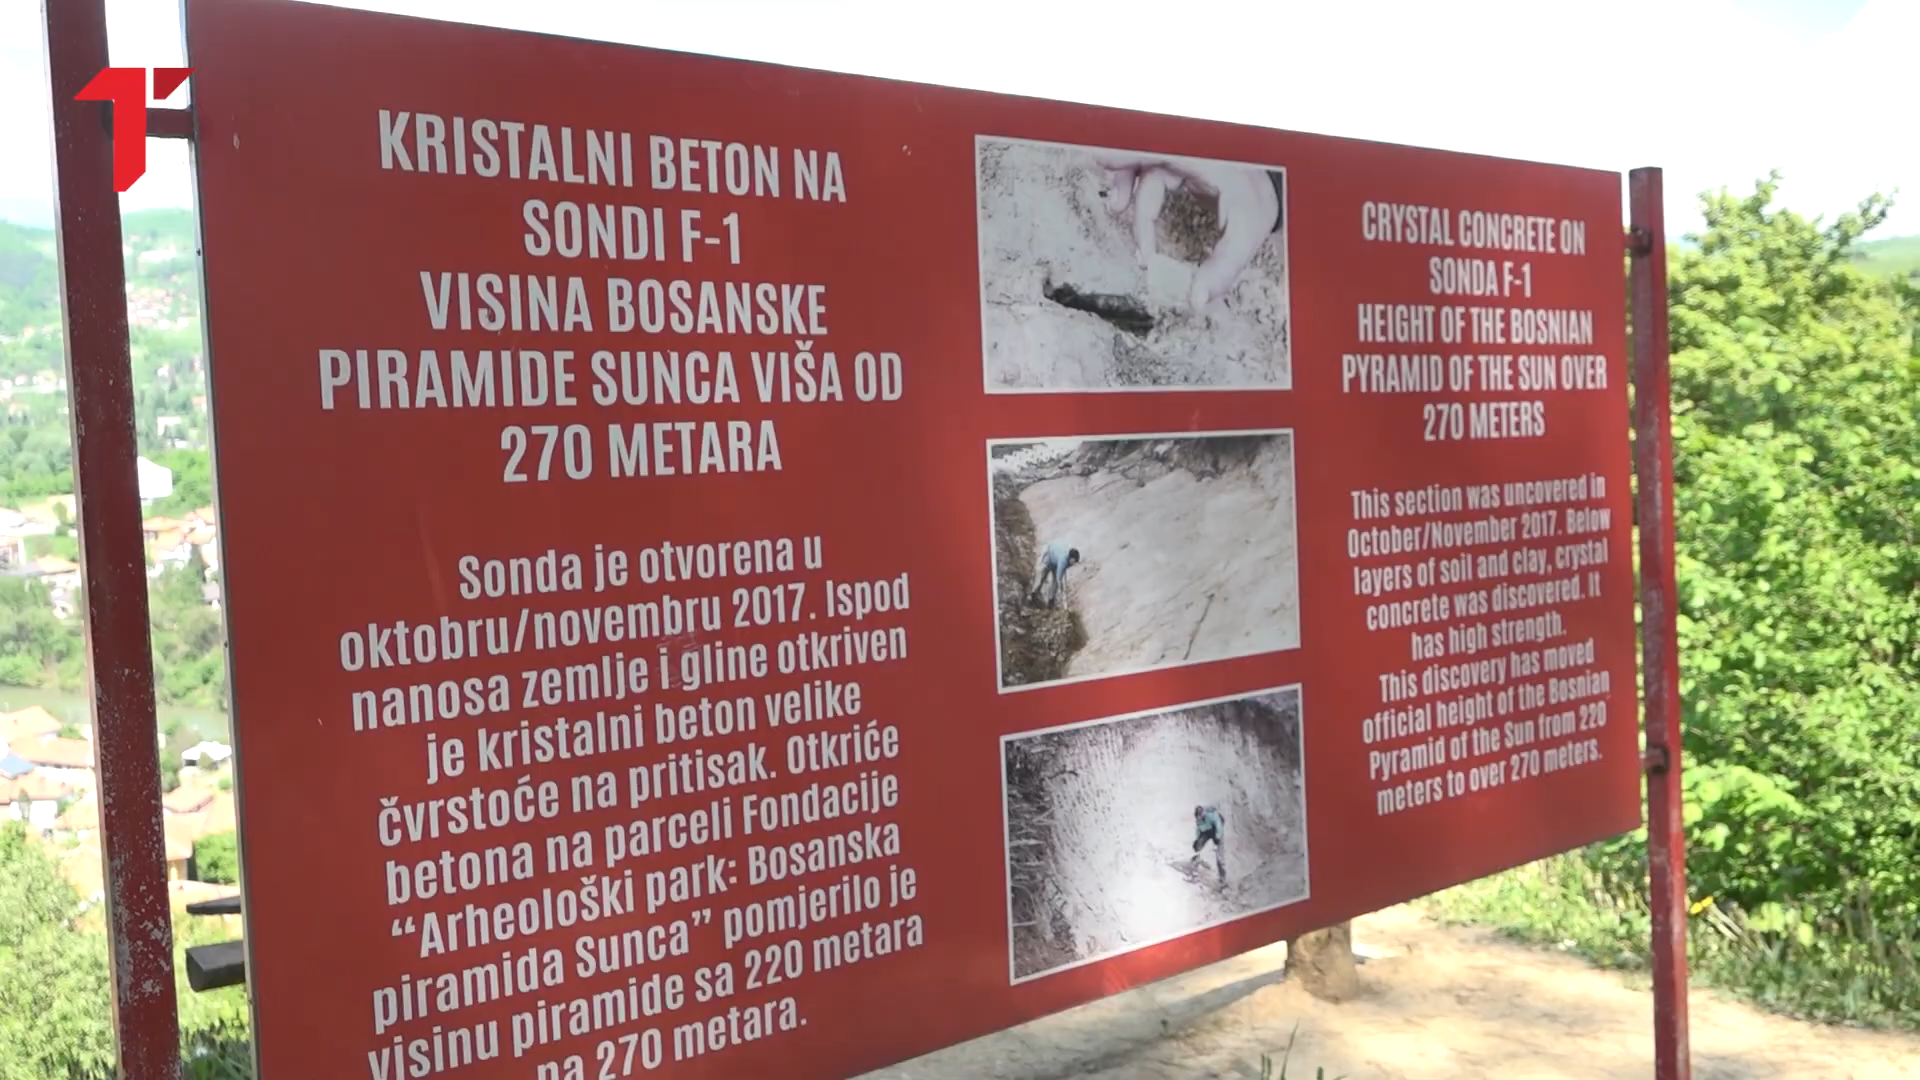 KRISTALNI BETON NA
SONDI F-1
VISINA BOSANSKE
PIRAMIDE SUNCA VIŠA OD
270 METARA
Sonda je otvorena u
oktobru/novembru 2017. Ispod
nanosa zemlje i gline otkriven
je kristalni beton velike
čvrstoće na pritisak. Otkriće
betona na parceli Fondacije
“Arheološki park: Bosanska
piramida Sunca” pomjerilo je
visinu piramide sa 220 metara
na 270 metara.
CRYSTAL CONCRETE ON
SONDA F-1
HEIGHT OF THE BOSNIAN
PYRAMID OF THE SUN OVER
270 METERS
This section was uncovered in
October/November 2017. Below
layers of soil and clay, crystal
concrete was discovered. It
has high strength.
This discovery has moved
official height of the Bosnian
Pyramid of the Sun from 220
meters to over 270 meters.